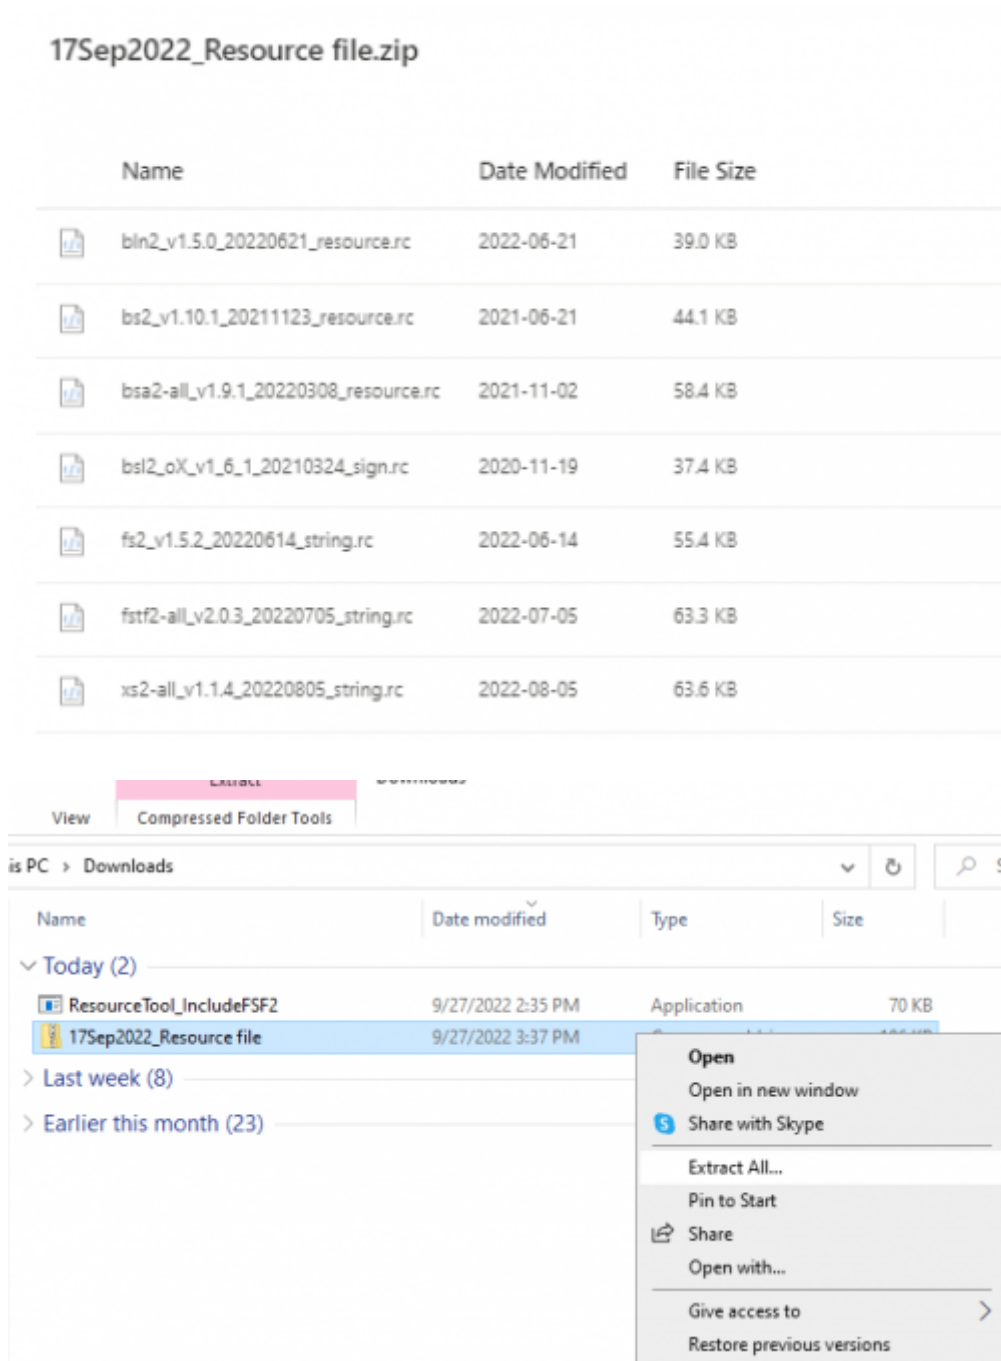 17Sep2022_Resource file.zip
Name Date Modified File Size
bln2_v1.5.0_20220621_resource.rc 2022-06-21 39.0 KB
bs2_v1.10.1_20211123_resource.rc 2021-06-21 44.1 KB
bsa2-all_v1.9.1_20220308_resource.rc 2021-11-02 58.4 KB
bsl2_oX_v1_6_1_20210324_sign.rc 2020-11-19 37.4 KB
fs2_v1.5.2_20220614_string.rc 2022-06-14 55.4 KB
fstf2-all_v2.0.3_20220705_string.rc 2022-07-05 63.3 KB
xs2-all_v1.1.4_20220805_string.rc 2022-08-05 63.6 KB
Extract Downloads
View Compressed Folder Tools
is PC > Downloads
Name Date modified Type Size
Today (2)
ResourceTool_IncludeFSF2 9/27/2022 2:35 PM Application 70 KB
17Sep2022_Resource file 9/27/2022 3:37 PM
Open
Last week (8)
Open in new window
Earlier this month (23)
Share with Skype
Extract All...
Pin to Start
Share
Open with...
Give access to
Restore previous versions